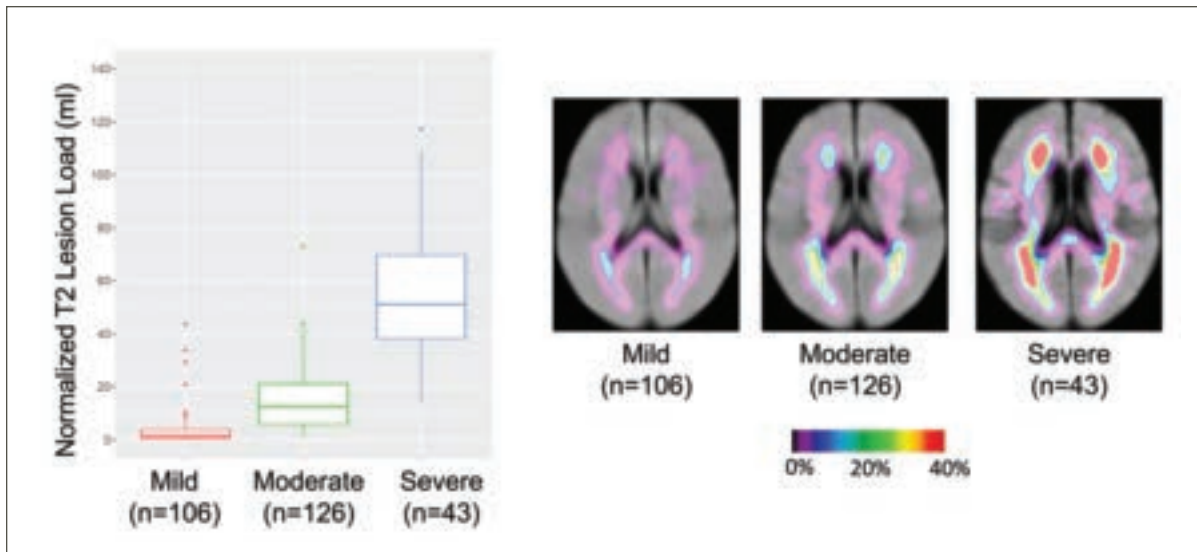 Normalized T2 Lesion Load (ml)
140
120
100
80
60
40
20
0
Mild
(n=106)
Moderate
(n=126)
Severe
(n=43)
Mild
(n=106)
Moderate
(n=126)
Severe
(n=43)
0%
20%
40%